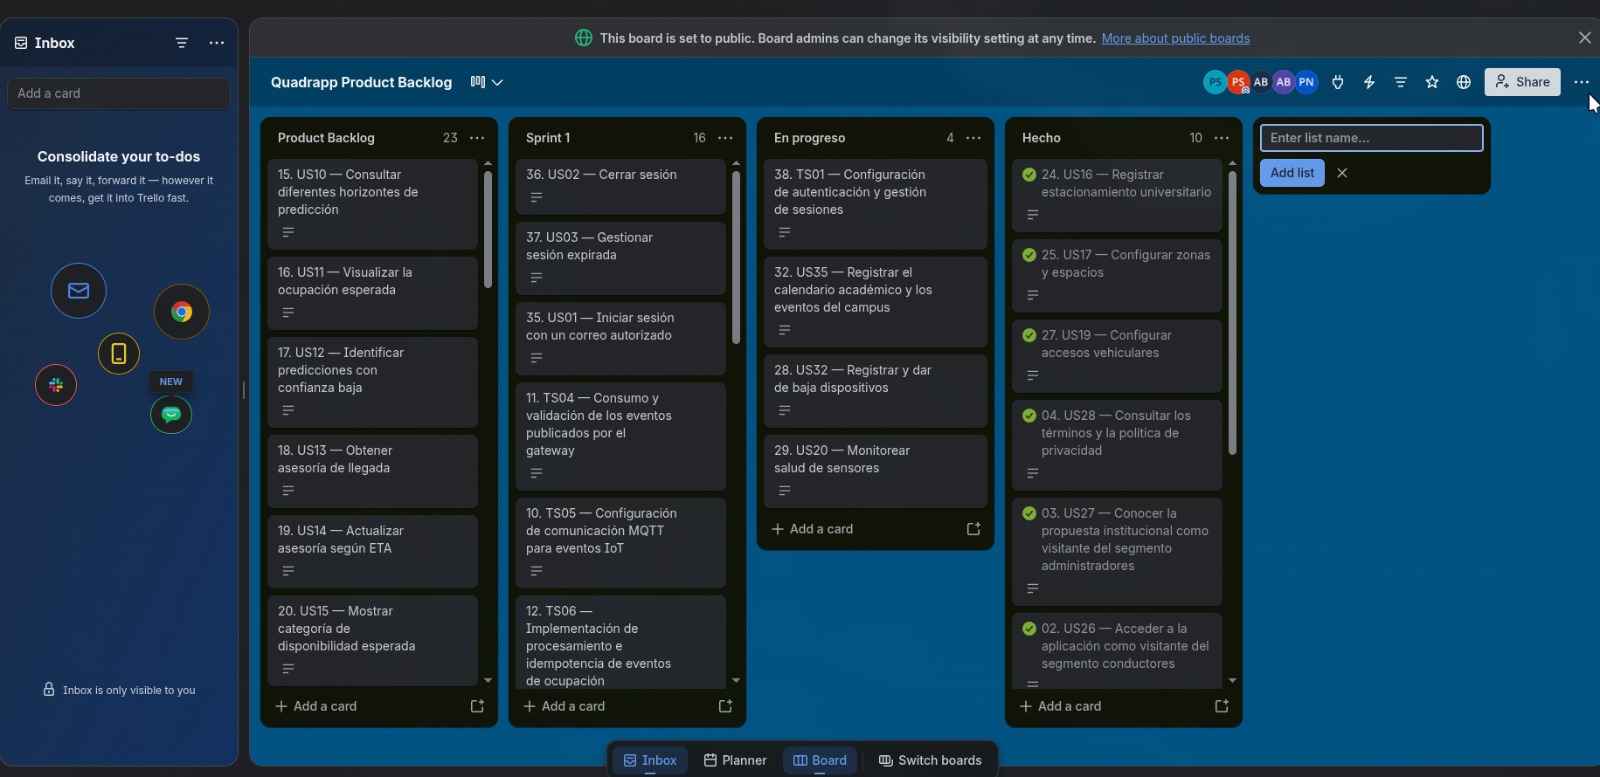 Inbox
Add a card
Consolidate your to-dos
Email it, say it, forward it — however it
comes, get it into Trello fast.
NEW
Inbox is only visible to you
This board is set to public. Board admins can change its visibility setting at any time. More about public boards
Quadrapp Product Backlog
PS PS AB AB PN
Share
Product Backlog 23
15. US10 — Consultar
diferentes horizontes de
predicción
16. US11 — Visualizar la
ocupación esperada
17. US12 — Identificar
predicciones con
confianza baja
18. US13 — Obtener
asesoría de llegada
19. US14 — Actualizar
asesoría según ETA
20. US15 — Mostrar
categoría de
disponibilidad esperada
Add a card
Sprint 1 16
36. US02 — Cerrar sesión
37. US03 — Gestionar
sesión expirada
35. US01 — Iniciar sesión
con un correo autorizado
11. TS04 — Consumo y
validación de los eventos
publicados por el
gateway
10. TS05 — Configuración
de comunicación MQTT
para eventos IoT
12. TS06 —
Implementación de
procesamiento e
idempotencia de eventos
de ocupación
Add a card
En progreso 4
38. TS01 — Configuración
de autenticación y gestión
de sesiones
32. US35 — Registrar el
calendario académico y los
eventos del campus
28. US32 — Registrar y dar
de baja dispositivos
29. US20 — Monitorear
salud de sensores
Add a card
Hecho 10
24. US16 — Registrar
estacionamiento universitario
25. US17 — Configurar zonas
y espacios
27. US19 — Configurar
accesos vehiculares
04. US28 — Consultar los
términos y la política de
privacidad
03. US27 — Conocer la
propuesta institucional como
visitante del segmento
administradores
02. US26 — Acceder a la
aplicación como visitante del
segmento conductores
Add a card
Enter list name...
Add list
Inbox
Planner
Board
Switch boards